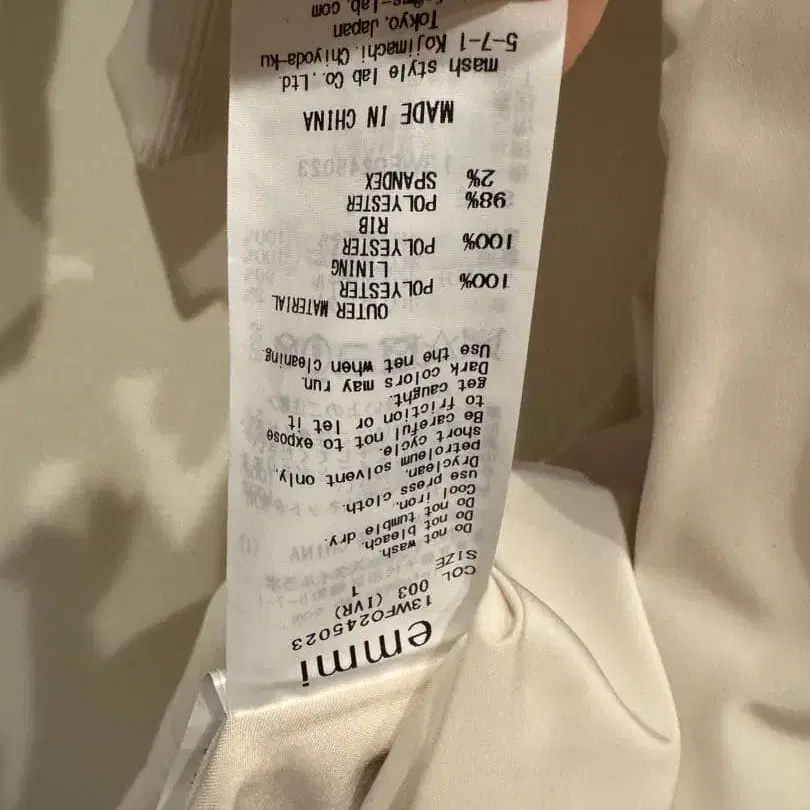 emmi
13WFO245023
COL 003 (IVR)
SIZE 1
Do not wash.
Do not bleach.
Do not tumble dry.
Cool iron.
use press cloth.
Dryclean,
petroleum solvent only,
short cycle.
Be careful not to expose
to friction or let it
get caught.
Dark colors may run.
Use the net when cleaning.
OUTER MATERIAL
100% POLYESTER
LINING
100% POLYESTER
RIB
98% POLYESTER
2% SPANDEX
MADE IN CHINA
mash style lab Co., Ltd.
5-7-1 Kojimachi, Chiyoda-ku
Tokyo, Japan